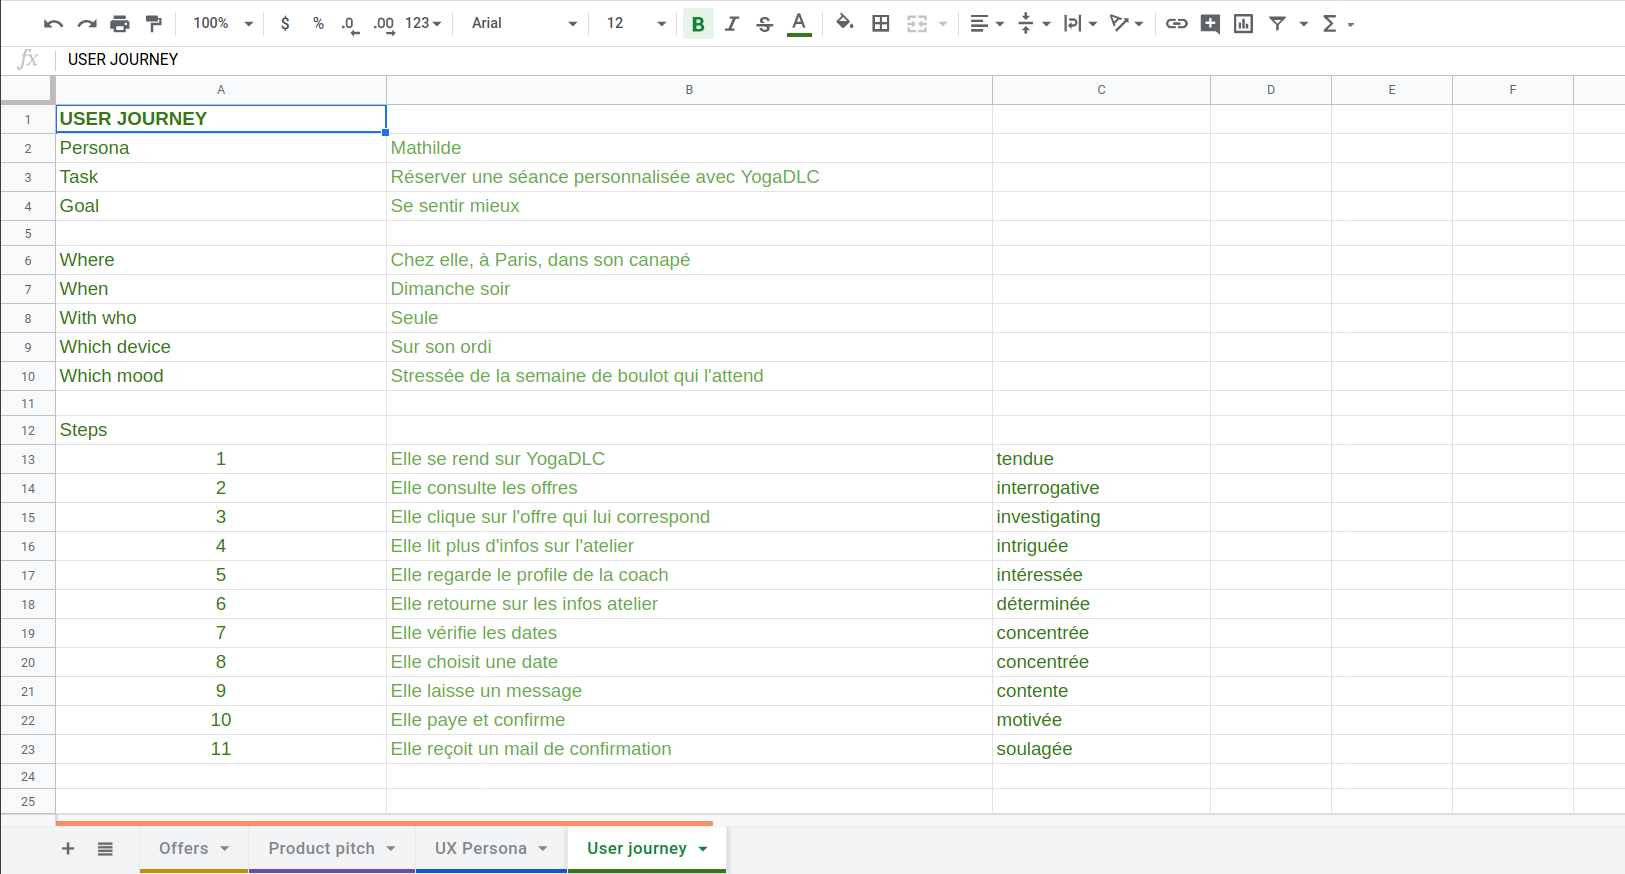 100% $ % .0 .00 123 Arial 12 B I S A
fx USER JOURNEY
A B C D E F
1 USER JOURNEY
2 Persona Mathilde
3 Task Réserver une séance personnalisée avec YogaDLC
4 Goal Se sentir mieux
5
6 Where Chez elle, à Paris, dans son canapé
7 When Dimanche soir
8 With who Seule
9 Which device Sur son ordi
10 Which mood Stressée de la semaine de boulot qui l'attend
11
12 Steps
13 1 Elle se rend sur YogaDLC tendue
14 2 Elle consulte les offres interrogative
15 3 Elle clique sur l'offre qui lui correspond investigating
16 4 Elle lit plus d'infos sur l'atelier intriguée
17 5 Elle regarde le profile de la coach intéressée
18 6 Elle retourne sur les infos atelier déterminée
19 7 Elle vérifie les dates concentrée
20 8 Elle choisit une date concentrée
21 9 Elle laisse un message contente
22 10 Elle paye et confirme motivée
23 11 Elle reçoit un mail de confirmation soulagée
24
25
Offers Product pitch UX Persona User journey